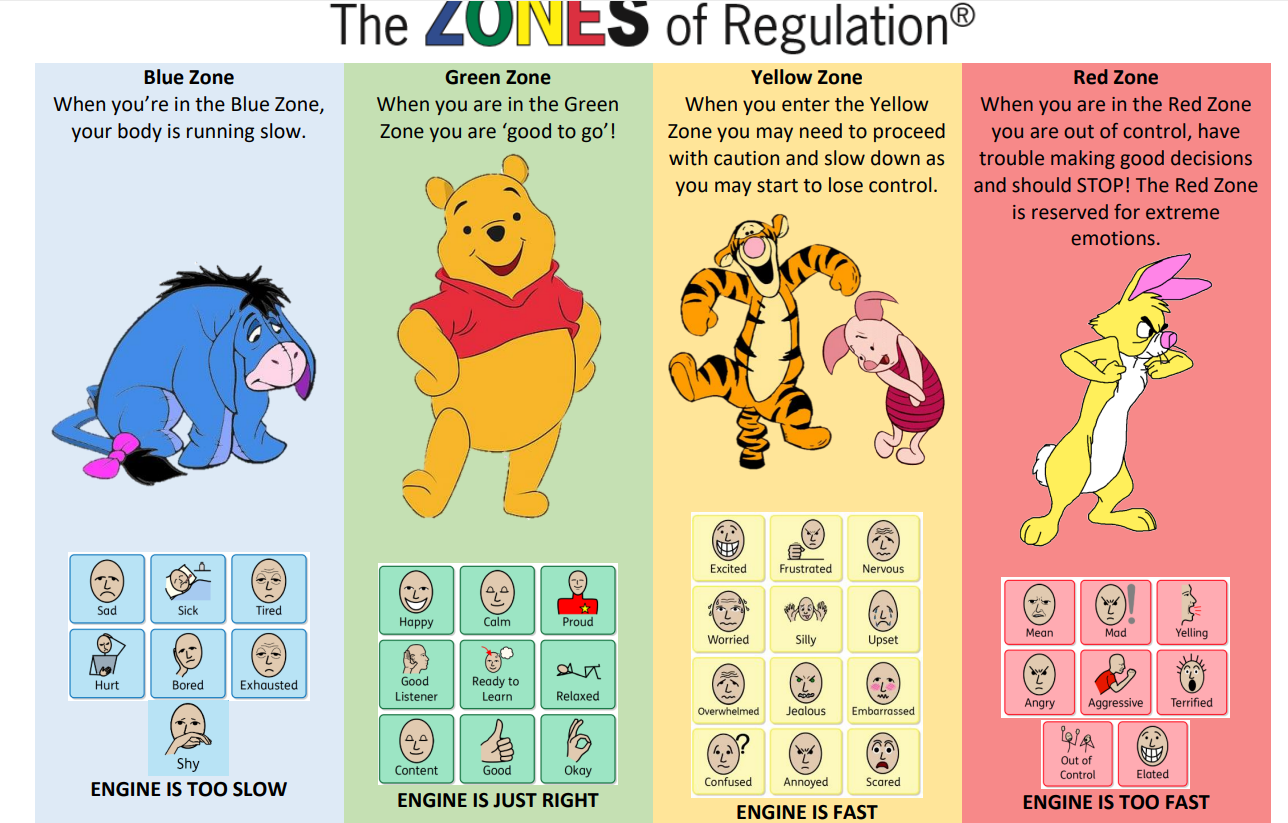 The ZONES of Regulation®
Blue Zone
When you’re in the Blue Zone,
your body is running slow.
Sad
Sick
Tired
Hurt
Bored
Exhausted
Shy
ENGINE IS TOO SLOW
Green Zone
When you are in the Green
Zone you are ‘good to go’!
Happy
Calm
Proud
Good
Listener
Ready to
Learn
Relaxed
Content
Good
Okay
ENGINE IS JUST RIGHT
Yellow Zone
When you enter the Yellow
Zone you may need to proceed
with caution and slow down as
you may start to lose control.
Excited
Frustrated
Nervous
Worried
Silly
Upset
Overwhelmed
Jealous
Embarrassed
?
Confused
Annoyed
Scared
ENGINE IS FAST
Red Zone
When you are in the Red Zone
you are out of control, have
trouble making good decisions
and should STOP! The Red Zone
is reserved for extreme
emotions.
Mean
!
Mad
Yelling
Angry
Aggressive
Terrified
Out of
Control
Elated
ENGINE IS TOO FAST